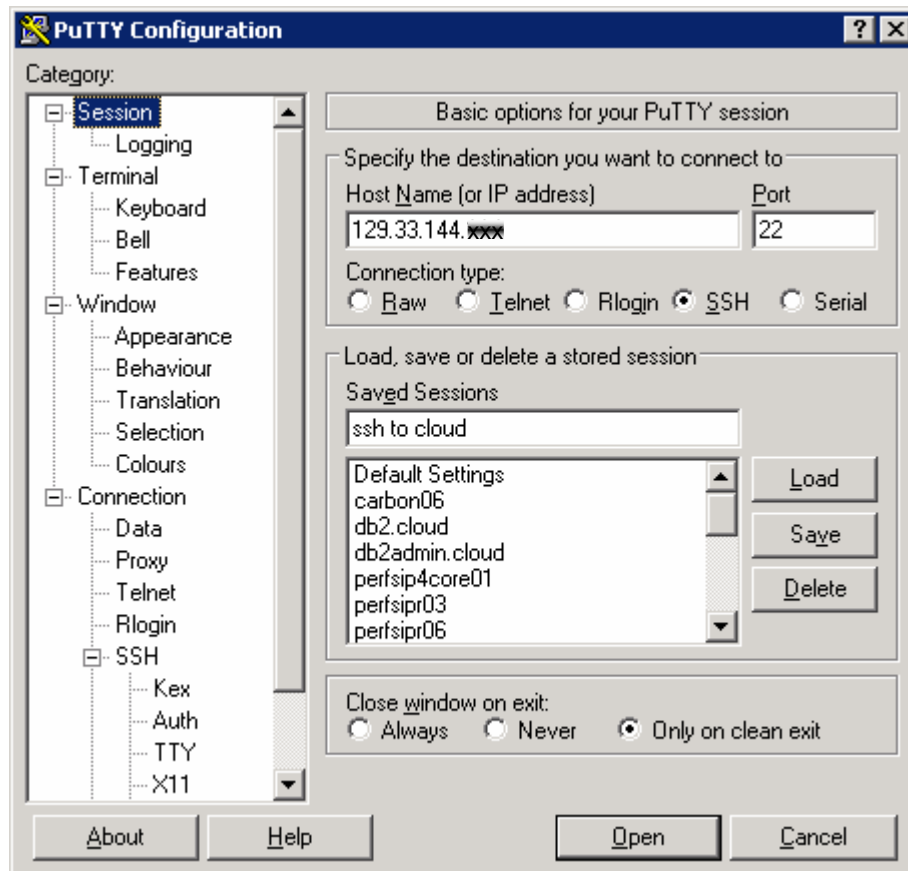 PuTTY Configuration
Category:
Session
Logging
Terminal
Keyboard
Bell
Features
Window
Appearance
Behaviour
Translation
Selection
Colours
Connection
Data
Proxy
Telnet
Rlogin
SSH
Kex
Auth
TTY
X11
Basic options for your PuTTY session
Specify the destination you want to connect to
Host Name (or IP address) Port
129.33.144.xxx 22
Connection type:
Raw Telnet Rlogin SSH Serial
Load, save or delete a stored session
Saved Sessions
ssh to cloud
Default Settings
carbon06
db2.cloud
db2admin.cloud
perfsip4core01
perfsipr03
perfsipr06
Load
Save
Delete
Close window on exit:
Always Never Only on clean exit
About Help Open Cancel